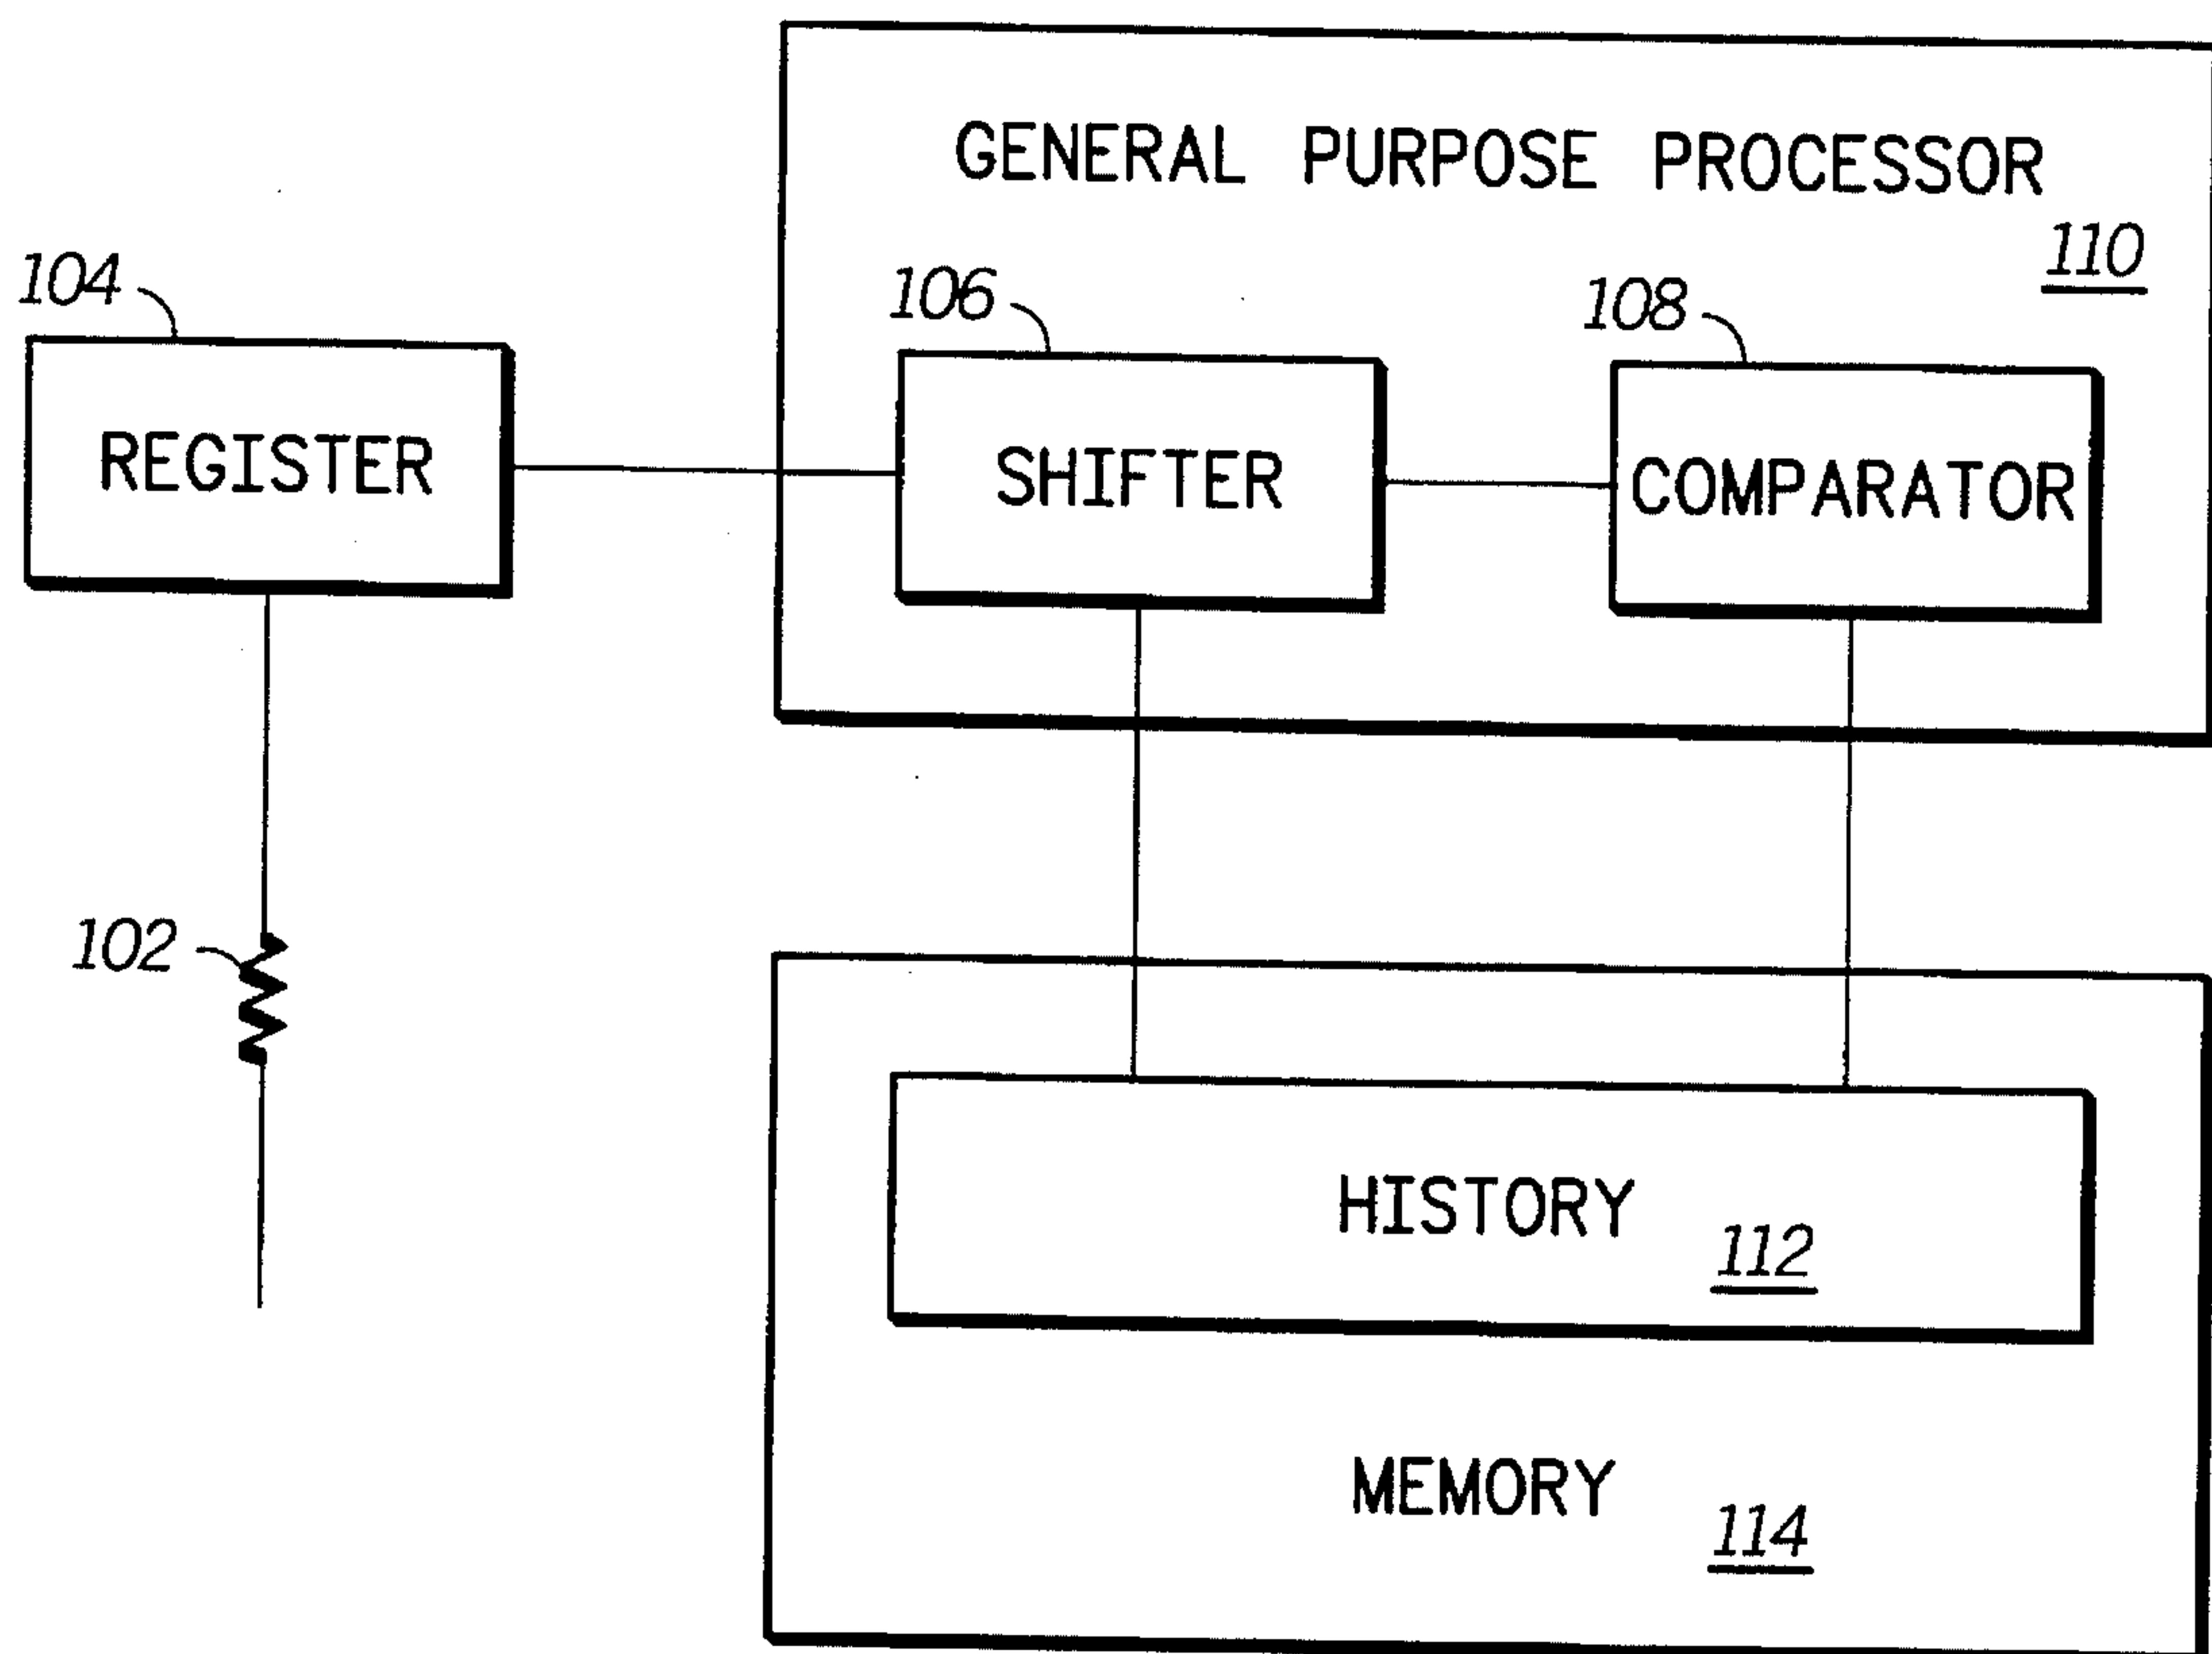 GENERAL PURPOSE PROCESSOR
110
104
106
108
REGISTER
SHIFTER
COMPARATOR
102
HISTORY
112
MEMORY
114